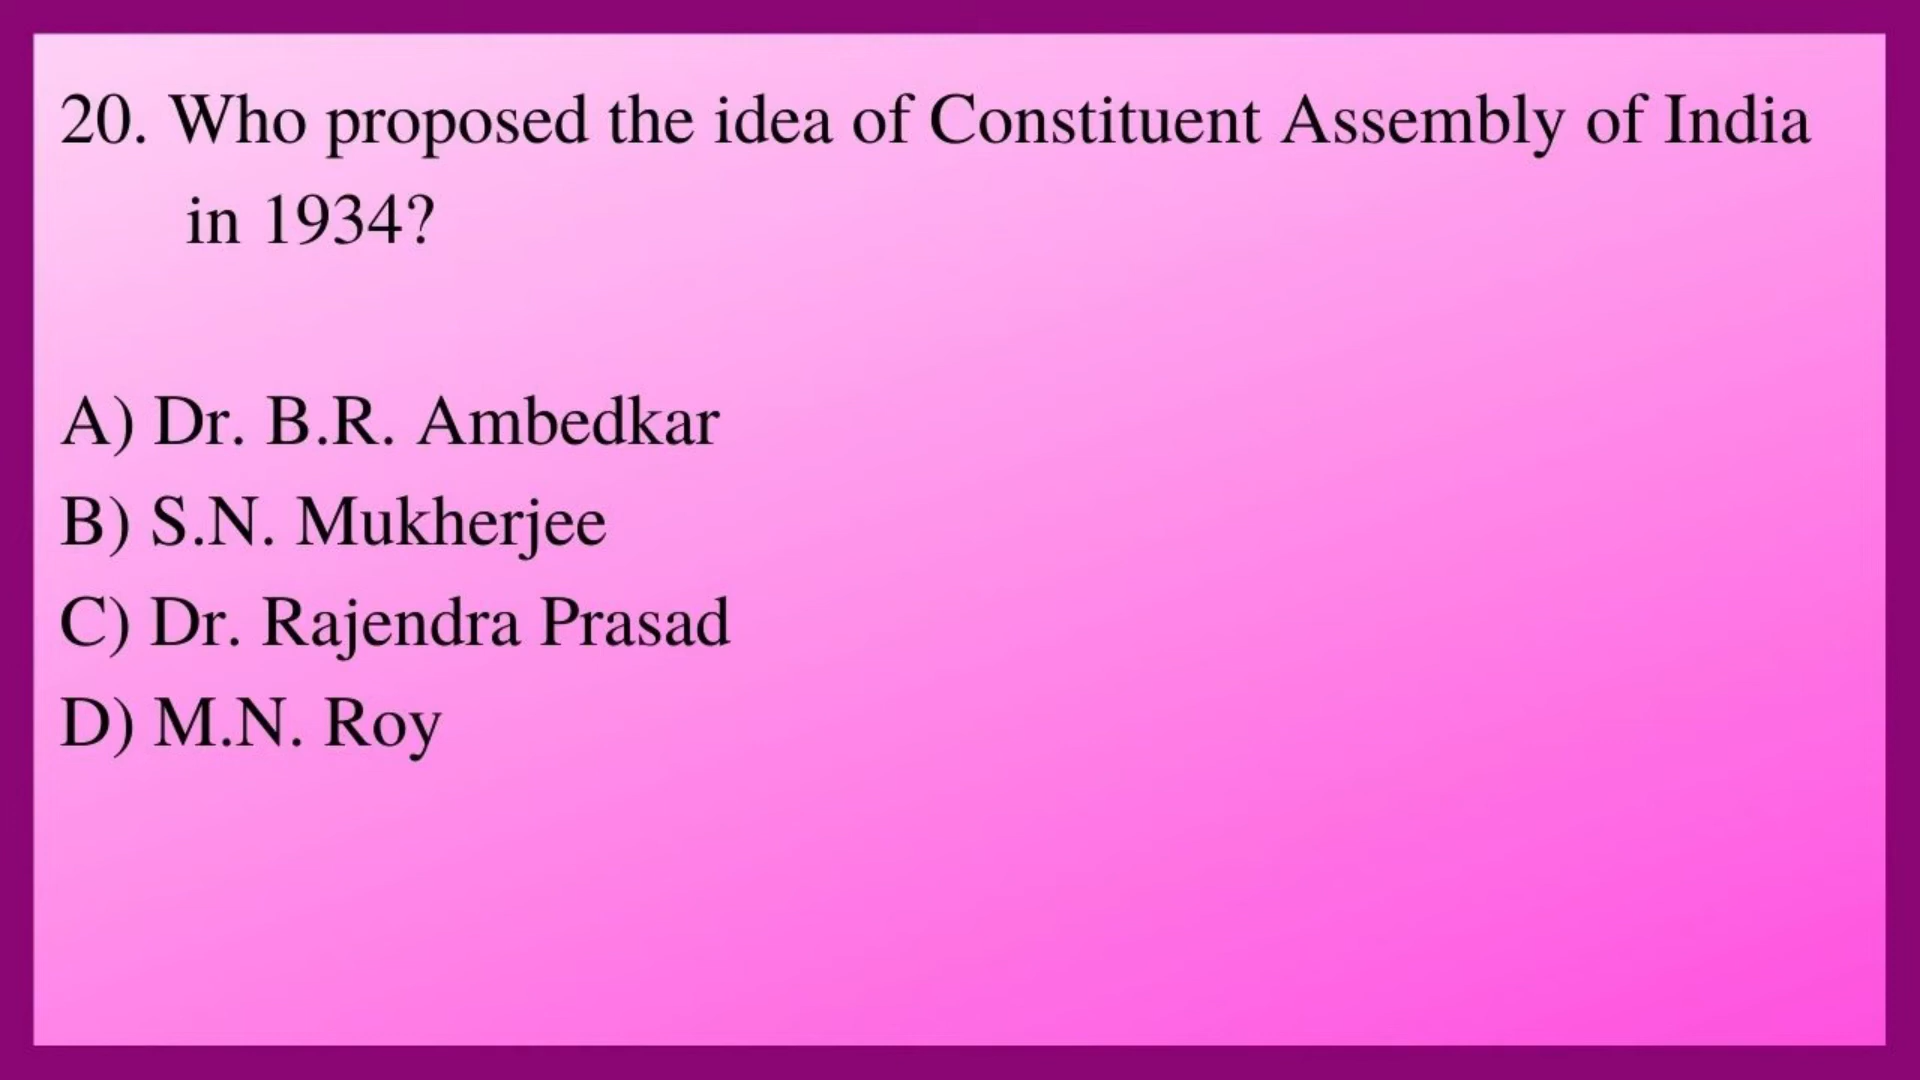 20. Who proposed the idea of Constituent Assembly of India
in 1934?
A) Dr. B.R. Ambedkar
B) S.N. Mukherjee
C) Dr. Rajendra Prasad
D) M.N. Roy